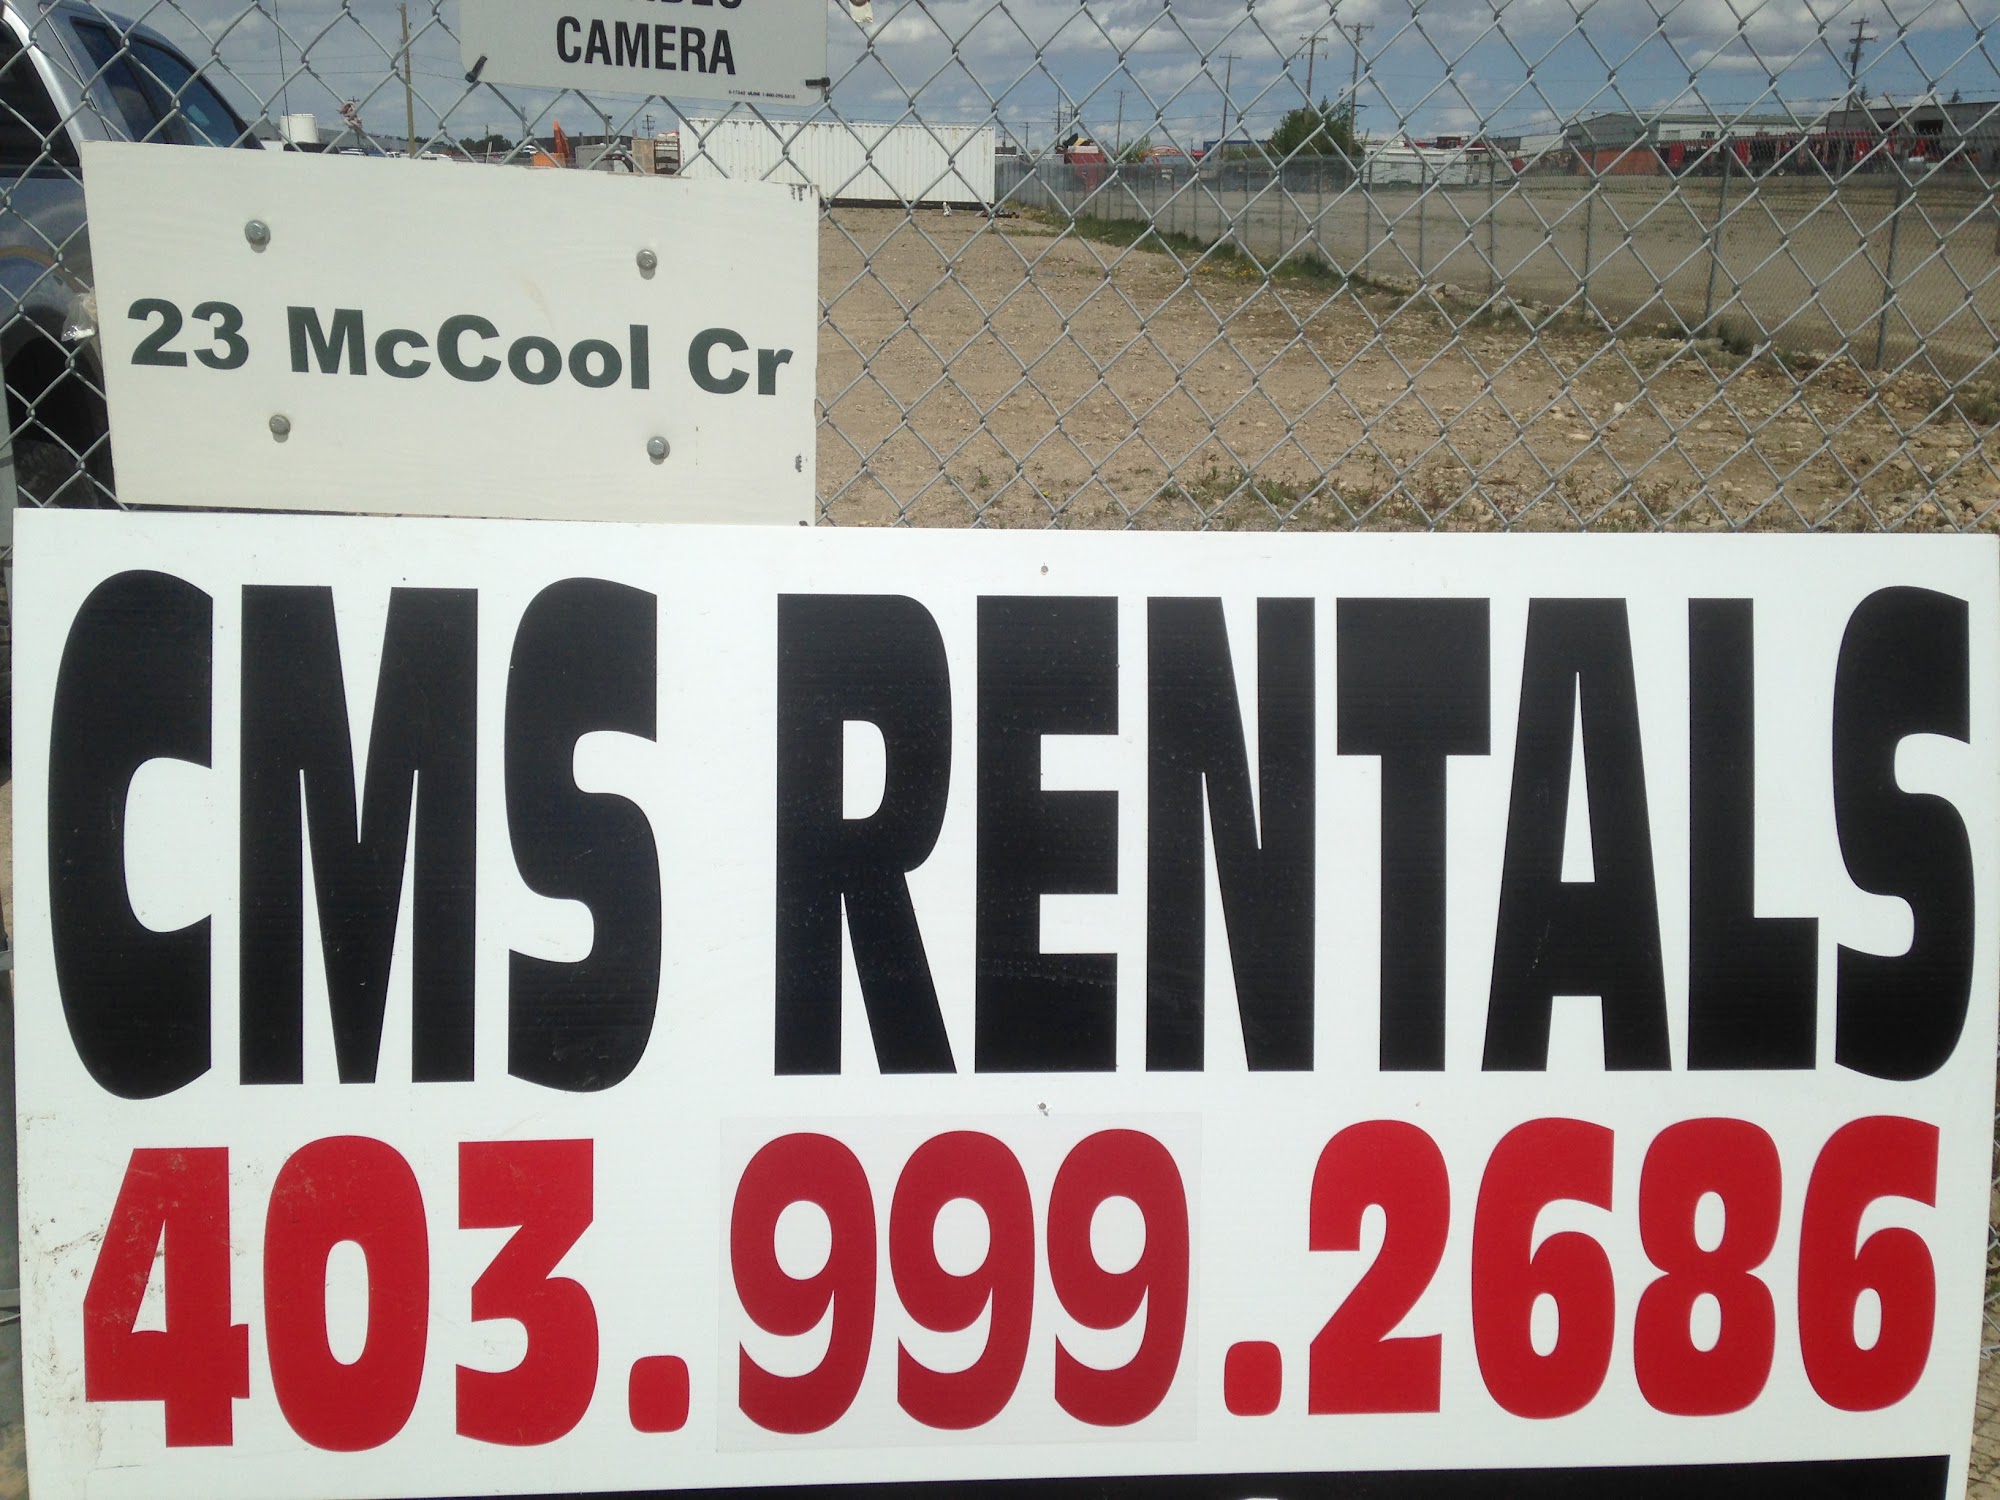 CAMERA
23 McCool Cr
CMS RENTALS
403.999.2686